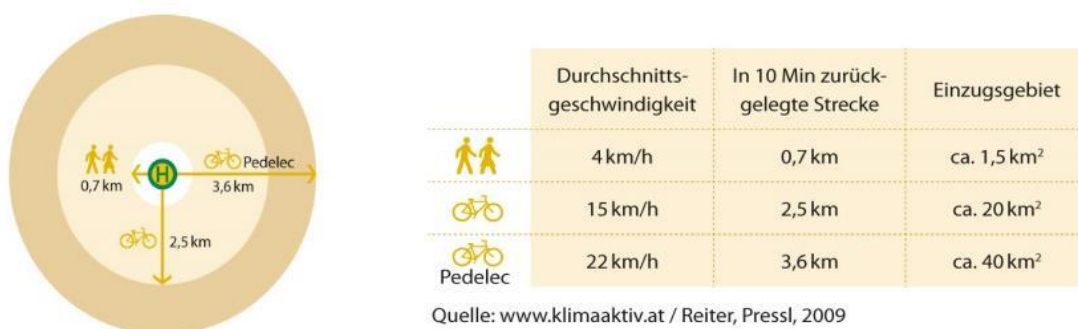 H
Pedelec
0,7 km
3,6 km
2,5 km
Durchschnitts-
geschwindigkeit
In 10 Min zurück-
gelegte Strecke
Einzugsgebiet
4 km/h
0,7 km
ca. 1,5 km²
15 km/h
2,5 km
ca. 20 km²
Pedelec
22 km/h
3,6 km
ca. 40 km²
Quelle: www.klimaaktiv.at / Reiter, Pressl, 2009